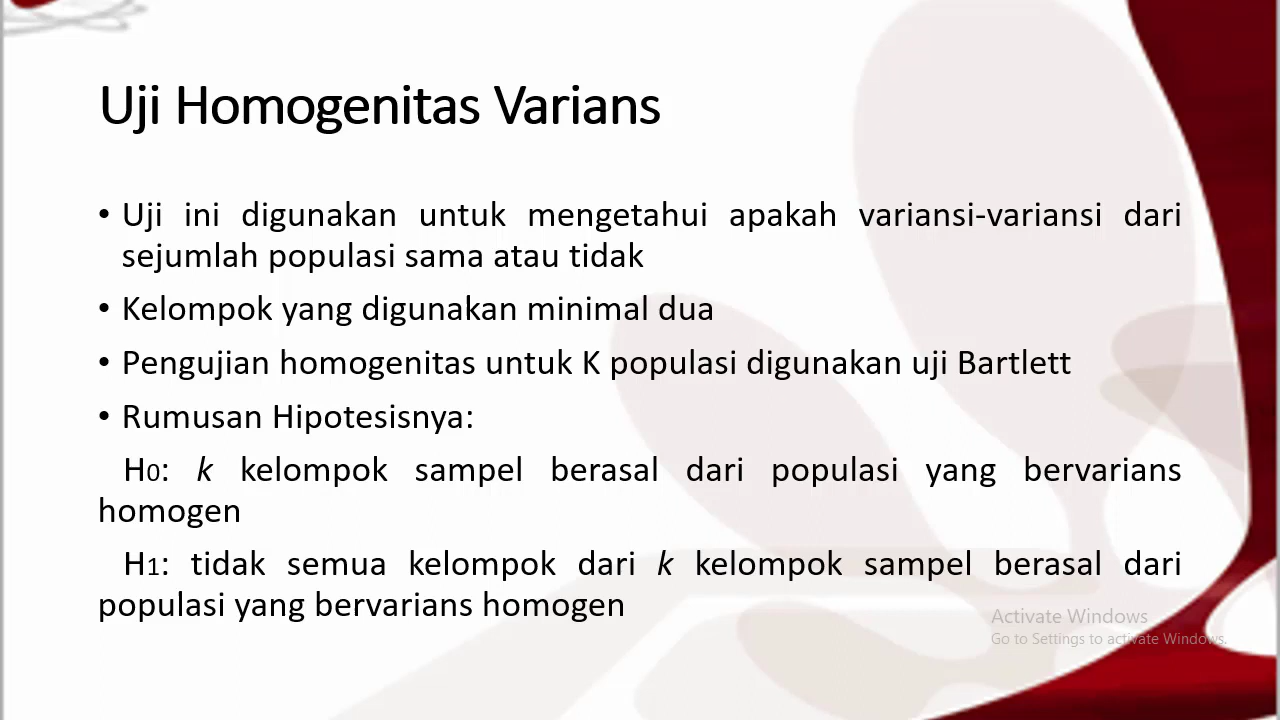 Uji Homogenitas Varians
• Uji ini digunakan untuk mengetahui apakah variansi-variansi dari
sejumlah populasi sama atau tidak
• Kelompok yang digunakan minimal dua
• Pengujian homogenitas untuk K populasi digunakan uji Bartlett
• Rumusan Hipotesisnya:
H0: k kelompok sampel berasal dari populasi yang bervarians
homogen
H1: tidak semua kelompok dari k kelompok sampel berasal dari
populasi yang bervarians homogen
Activate Windows
Go to Settings to activate Windows.